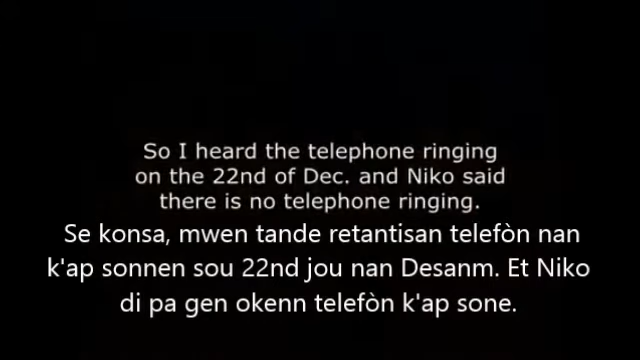 So I heard the telephone ringing
on the 22nd of Dec. and Niko said
there is no telephone ringing.
Se konsa, mwen tande retantisan telefòn nan
k'ap sonnen sou 22nd jou nan Desanm. Et Niko
di pa gen okenn telefòn k'ap sone.